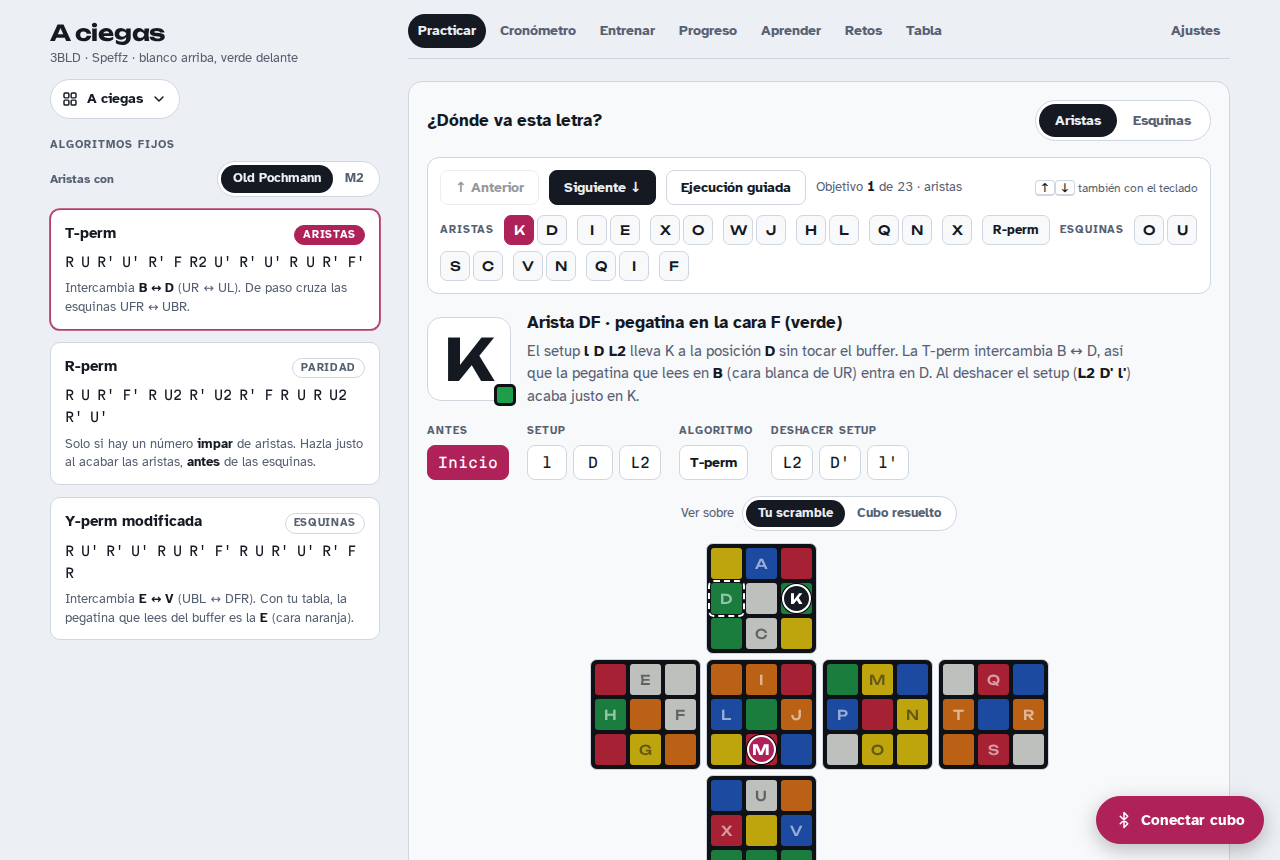 A ciegas
3BLD · Speffz · blanco arriba, verde delante
A ciegas
ALGORITMOS FIJOS
Aristas con
Old Pochmann
M2
T-perm
ARISTAS
R U R' U' R' F R2 U' R' U' R U R' F'
Intercambia B ↔ D (UR ↔ UL). De paso cruza las
esquinas UFR ↔ UBR.
R-perm
PARIDAD
R U R' F' R U2 R' U2 R' F R U R U2
R' U'
Solo si hay un número impar de aristas. Hazla justo
al acabar las aristas, antes de las esquinas.
Y-perm modificada
ESQUINAS
R U' R' U' R U R' F' R U R' U' R' F
R
Intercambia E ↔ V (UBL ↔ DFR). Con tu tabla, la
pegatina que lees del buffer es la E (cara naranja).
Practicar
Cronómetro
Entrenar
Progreso
Aprender
Retos
Tabla
Ajustes
¿Dónde va esta letra?
Aristas
Esquinas
↑ Anterior
Siguiente ↓
Ejecución guiada
Objetivo 1 de 23 · aristas
↑ ↓ también con el teclado
ARISTAS K D I E X O W J H L Q N X R-perm ESQUINAS O U
S C V N Q I F
K
Arista DF · pegatina en la cara F (verde)
El setup l D L2 lleva K a la posición D sin tocar el buffer. La T-perm intercambia B ↔ D, así
que la pegatina que lees en B (cara blanca de UR) entra en D. Al deshacer el setup (L2 D' l')
acaba justo en K.
ANTES
Inicio
SETUP
l D L2
ALGORITMO
T-perm
DESHACER SETUP
L2 D' l'
Ver sobre
Tu scramble
Cubo resuelto
A
D K
C
E I M Q
H F L J P N T R
G M O S
U
X V
Conectar cubo